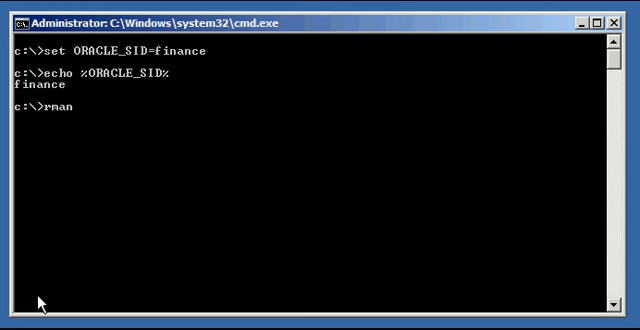 Administrator: C:\Windows\system32\cmd.exe
c:\>set ORACLE_SID=finance
c:\>echo %ORACLE_SID%
finance
c:\>rman